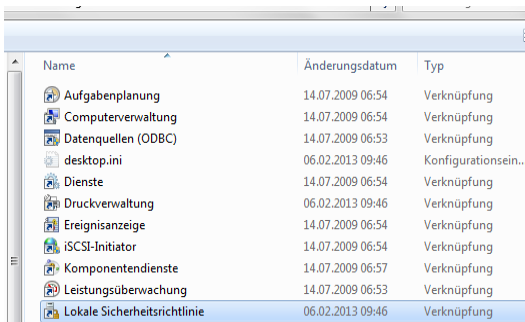 Name Änderungsdatum Typ
Aufgabenplanung 14.07.2009 06:54 Verknüpfung
Computerverwaltung 14.07.2009 06:54 Verknüpfung
Datenquellen (ODBC) 14.07.2009 06:53 Verknüpfung
desktop.ini 06.02.2013 09:46 Konfigurationsein...
Dienste 14.07.2009 06:54 Verknüpfung
Druckverwaltung 06.02.2013 09:46 Verknüpfung
Ereignisanzeige 14.07.2009 06:54 Verknüpfung
iSCSI-Initiator 14.07.2009 06:54 Verknüpfung
Komponentendienste 14.07.2009 06:57 Verknüpfung
Leistungsüberwachung 14.07.2009 06:53 Verknüpfung
Lokale Sicherheitsrichtlinie 06.02.2013 09:46 Verknüpfung